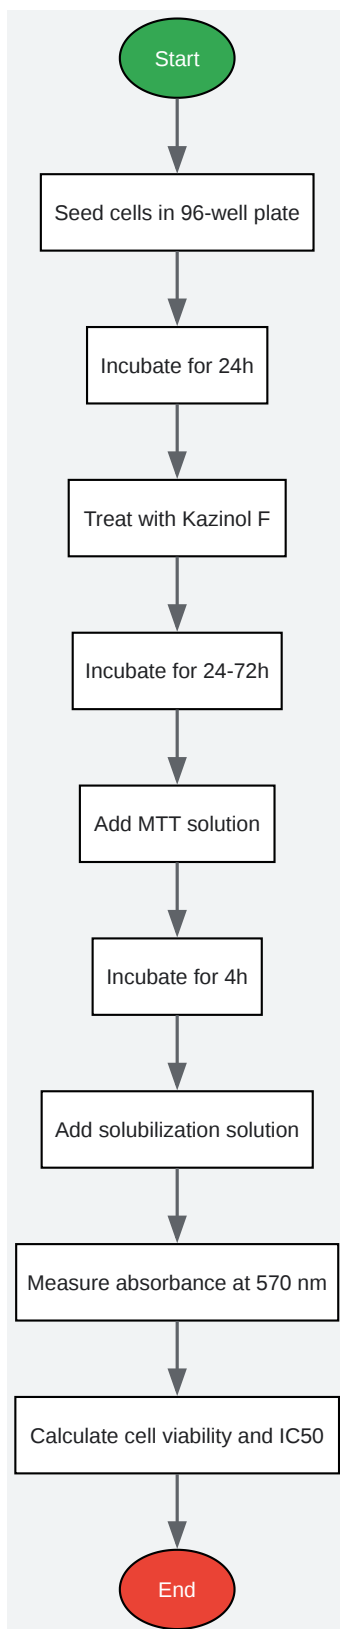 Start
Seed cells in 96-well plate
Incubate for 24h
Treat with Kazinol F
Incubate for 24-72h
Add MTT solution
Incubate for 4h
Add solubilization solution
Measure absorbance at 570 nm
Calculate cell viability and IC50
End